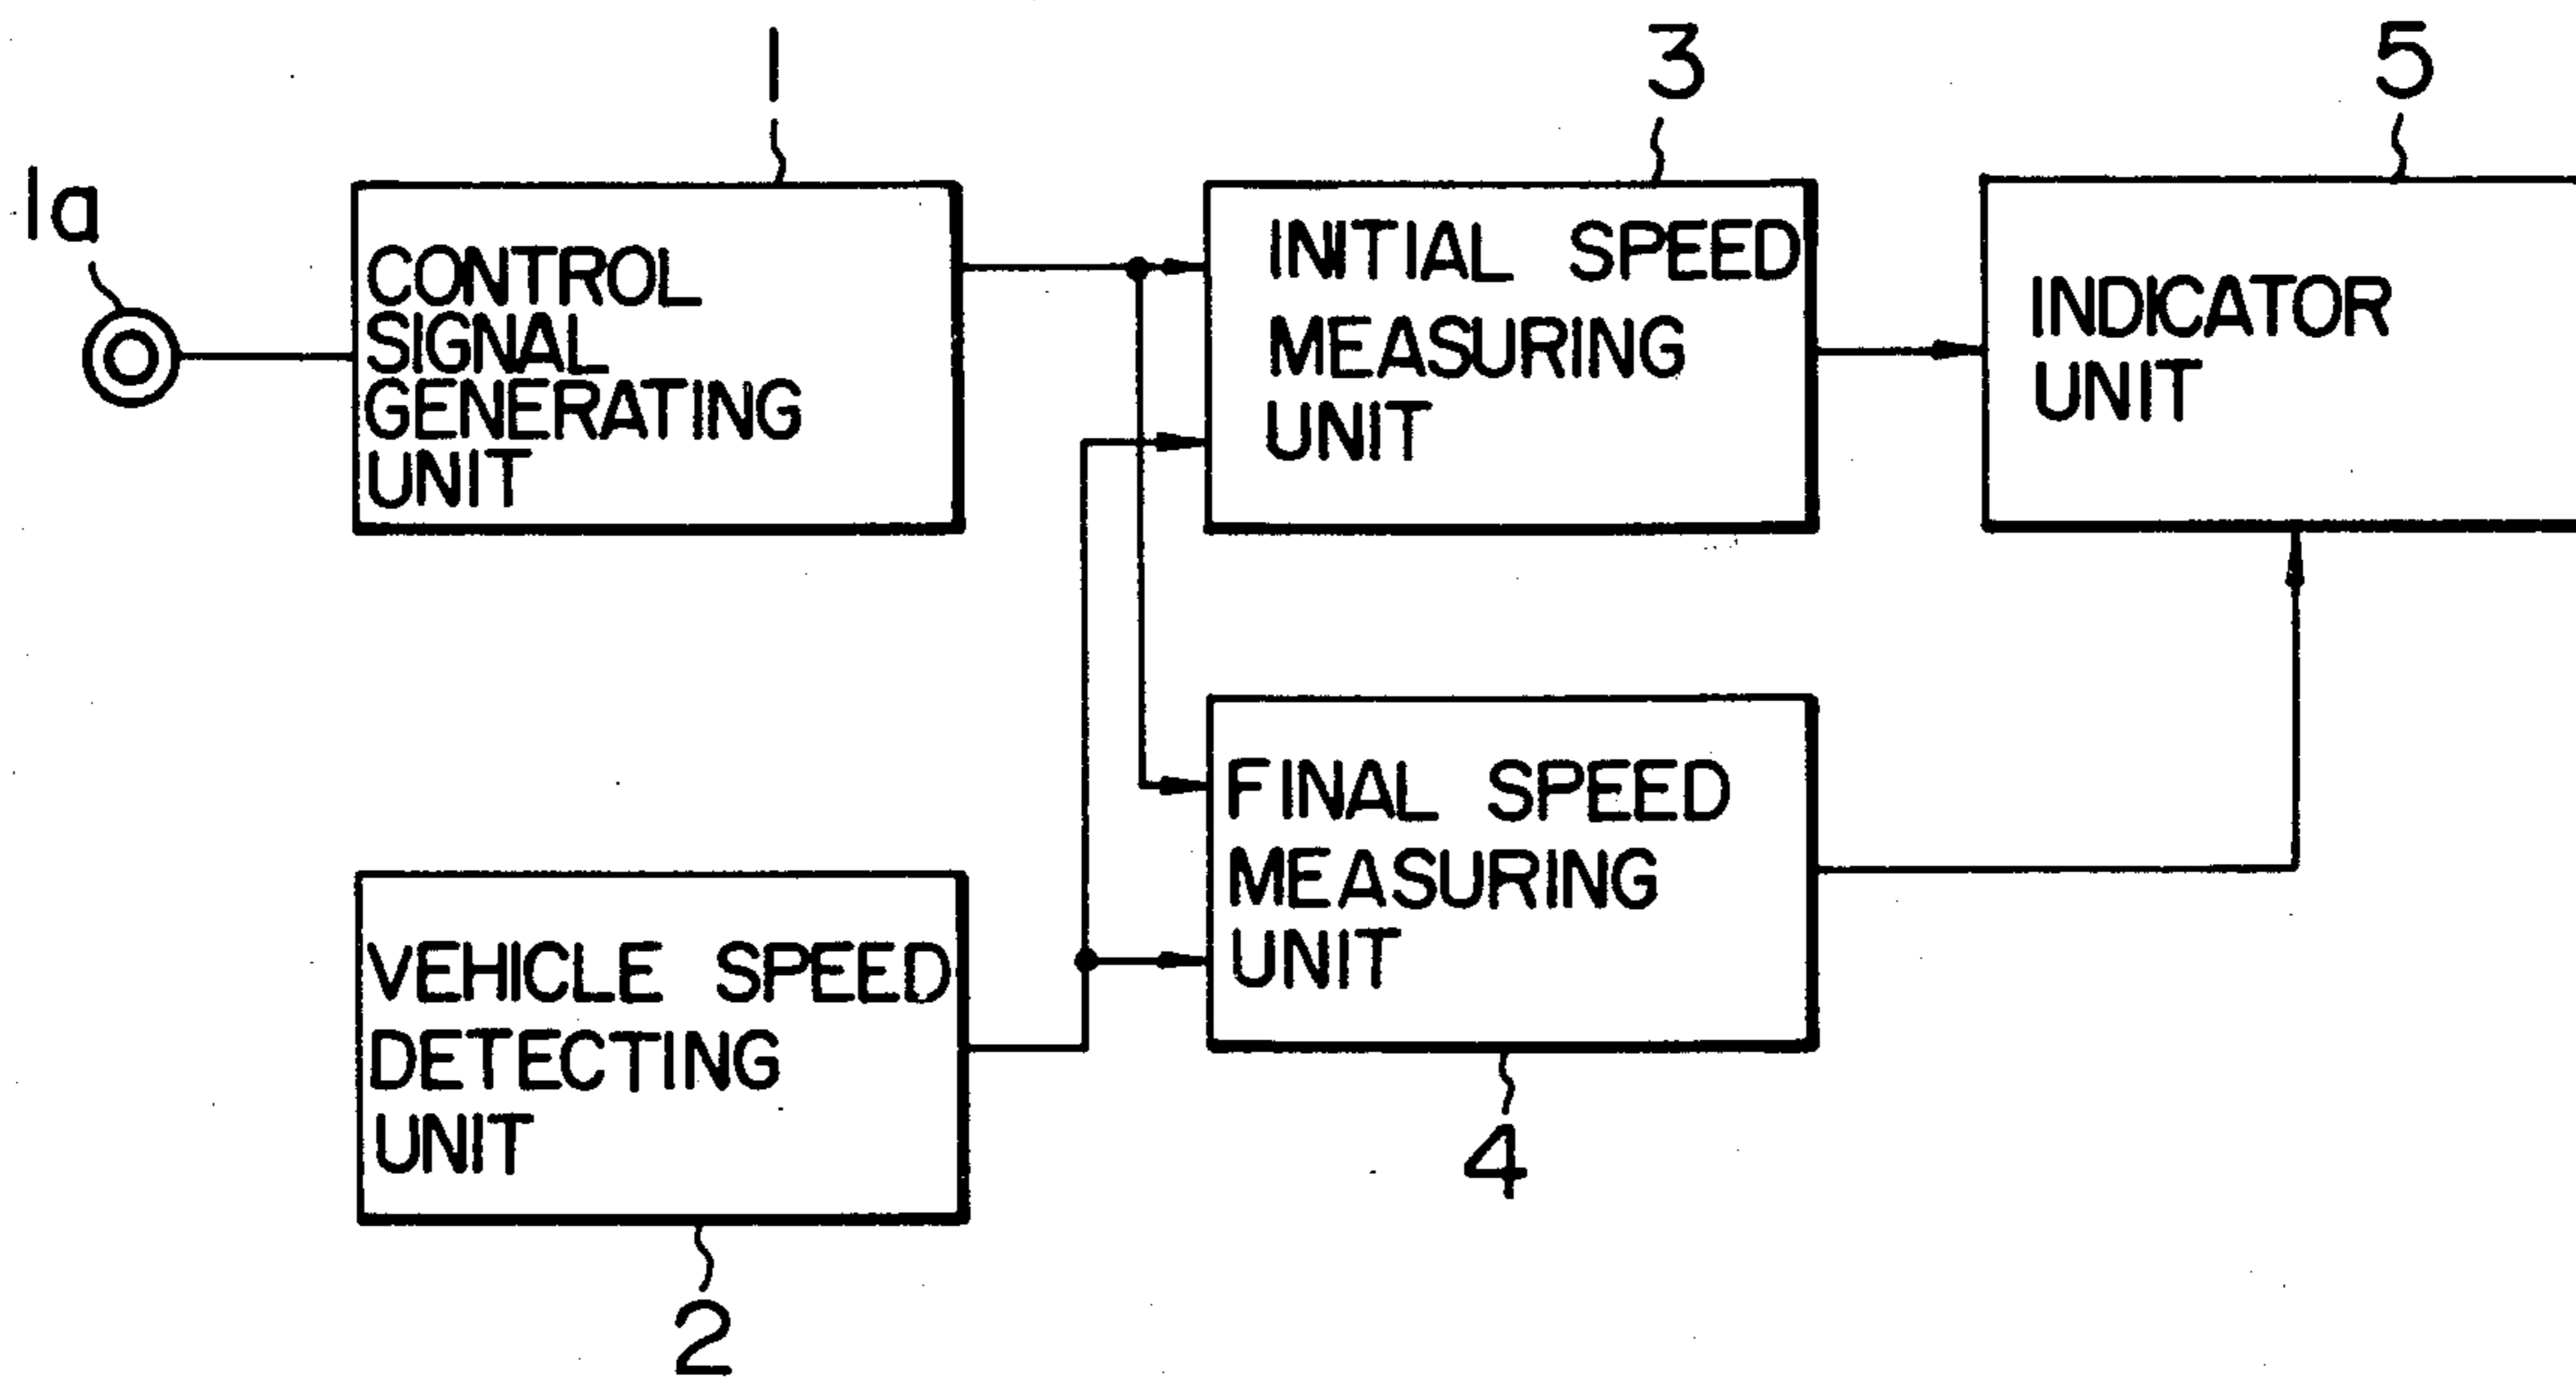 1
3
5
1a
CONTROL
SIGNAL
GENERATING
UNIT
INITIAL SPEED
MEASURING
UNIT
INDICATOR
UNIT
FINAL SPEED
MEASURING
UNIT
4
VEHICLE SPEED
DETECTING
UNIT
2